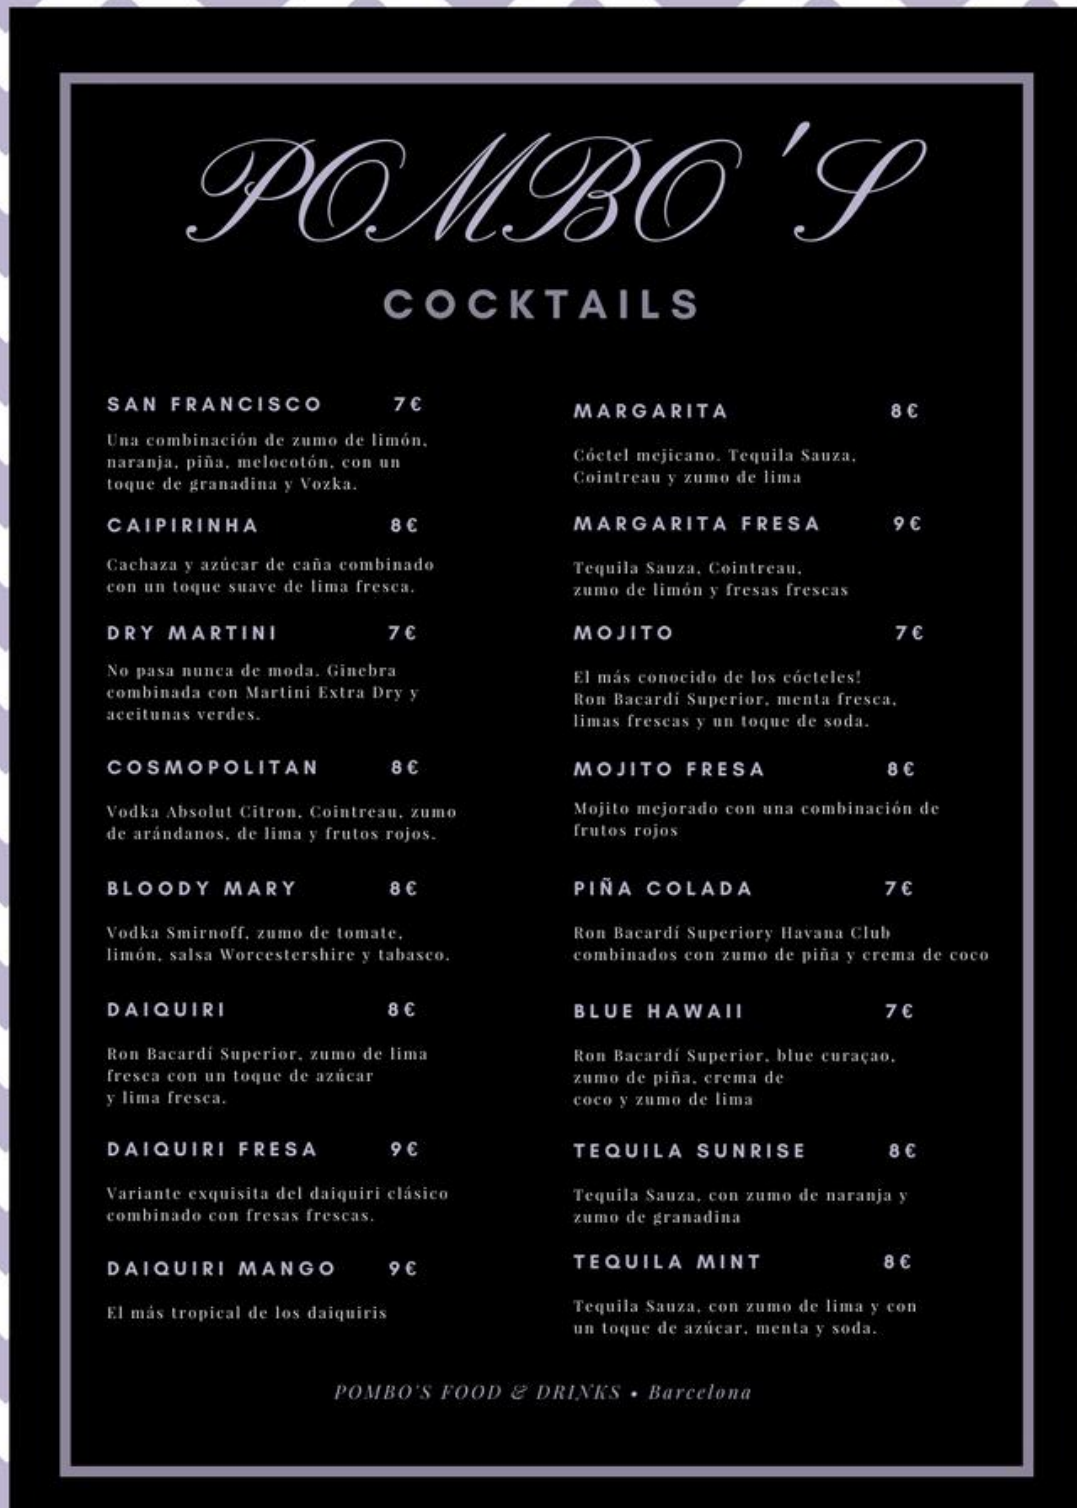 POMBO'S
COCKTAILS
SAN FRANCISCO 7€
Una combinación de zumo de limón,
naranja, piña, melocotón, con un
toque de granadina y Vozka.
CAIPIRINHA 8€
Cachaza y azúcar de caña combinado
con un toque suave de lima fresca.
DRY MARTINI 7€
No pasa nunca de moda. Ginebra
combinada con Martini Extra Dry y
aceitunas verdes.
COSMOPOLITAN 8€
Vodka Absolut Citron, Cointreau, zumo
de arándanos, de lima y frutos rojos.
BLOODY MARY 8€
Vodka Smirnoff, zumo de tomate,
limón, salsa Worcestershire y tabasco.
DAIQUIRI 8€
Ron Bacardí Superior, zumo de lima
fresca con un toque de azúcar
y lima fresca.
DAIQUIRI FRESA 9€
Variante exquisita del daiquiri clásico
combinado con fresas frescas.
DAIQUIRI MANGO 9€
El más tropical de los daiquiris
MARGARITA 8€
Cóctel mejicano. Tequila Sauza,
Cointreau y zumo de lima
MARGARITA FRESA 9€
Tequila Sauza, Cointreau,
zumo de limón y fresas frescas
MOJITO 7€
El más conocido de los cócteles!
Ron Bacardí Superior, menta fresca,
limas frescas y un toque de soda.
MOJITO FRESA 8€
Mojito mejorado con una combinación de
frutos rojos
PIÑA COLADA 7€
Ron Bacardí Superiory Havana Club
combinados con zumo de piña y crema de coco
BLUE HAWAII 7€
Ron Bacardí Superior, blue curaçao,
zumo de piña, crema de
coco y zumo de lima
TEQUILA SUNRISE 8€
Tequila Sauza, con zumo de naranja y
zumo de granadina
TEQUILA MINT 8€
Tequila Sauza, con zumo de lima y con
un toque de azúcar, menta y soda.
POMBO'S FOOD & DRINKS • Barcelona